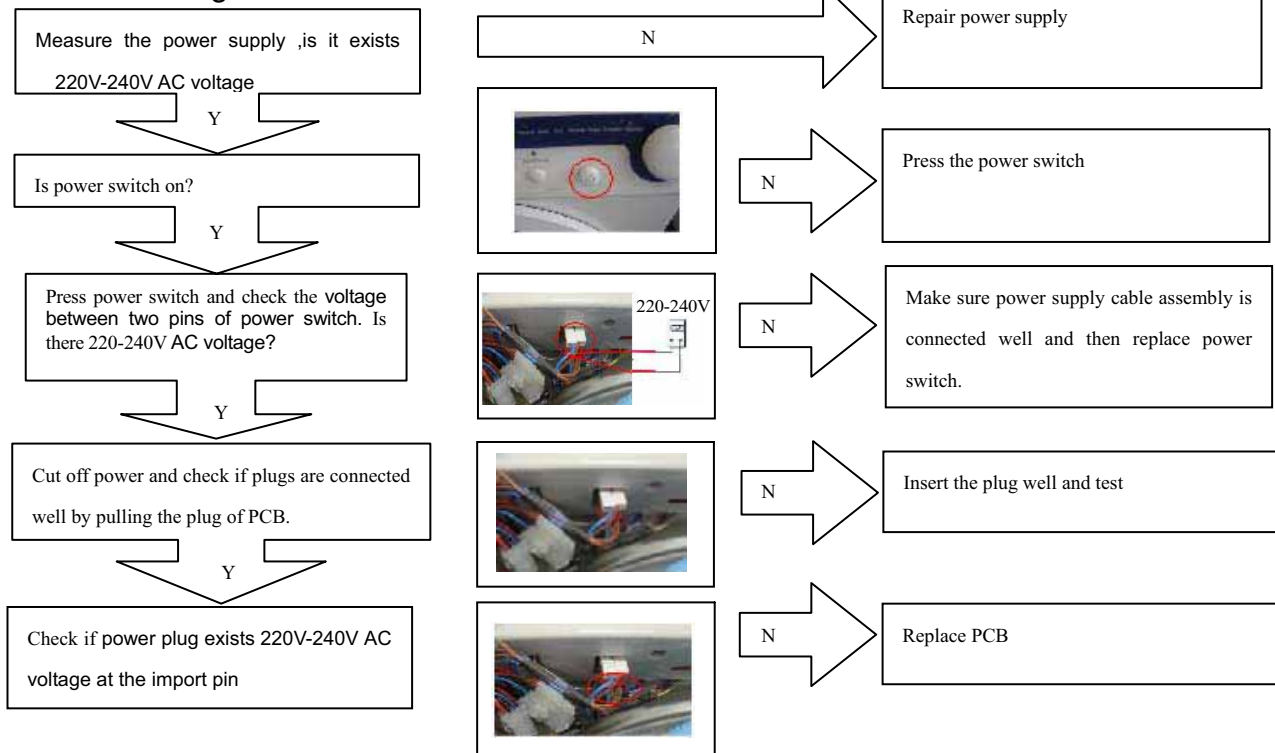 Measure the power supply ,is it exists
220V-240V AC voltage
N
Repair power supply
Y
Is power switch on?
N
Press the power switch
Y
Press power switch and check the voltage
between two pins of power switch. Is
there 220-240V AC voltage?
220-240V
N
Make sure power supply cable assembly is
connected well and then replace power
switch.
Y
Cut off power and check if plugs are connected
well by pulling the plug of PCB.
N
Insert the plug well and test
Y
Check if power plug exists 220V-240V AC
voltage at the import pin
N
Replace PCB